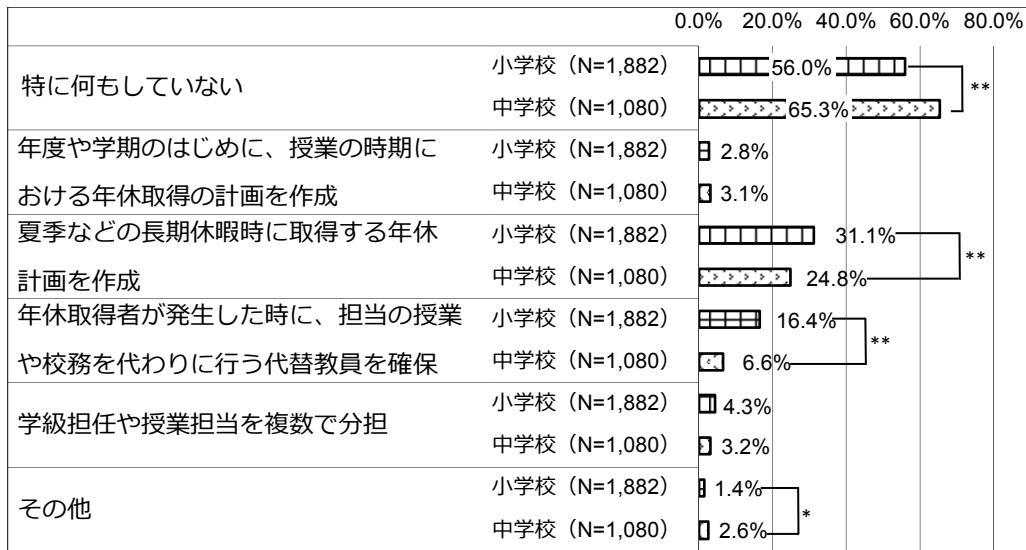 0.0% 20.0% 40.0% 60.0% 80.0%
特に何もしていない
小学校（N=1,882） 56.0%
中学校（N=1,080） 65.3%
**
年度や学期のはじめに、授業の時期に
おける年休取得の計画を作成
小学校（N=1,882） 2.8%
中学校（N=1,080） 3.1%
夏季などの長期休暇時に取得する年休
計画を作成
小学校（N=1,882） 31.1%
中学校（N=1,080） 24.8%
**
年休取得者が発生した時に、担当の授業
や校務を代わりに行う代替教員を確保
小学校（N=1,882） 16.4%
中学校（N=1,080） 6.6%
**
学級担任や授業担当を複数で分担
小学校（N=1,882） 4.3%
中学校（N=1,080） 3.2%
その他
小学校（N=1,882） 1.4%
中学校（N=1,080） 2.6%
*